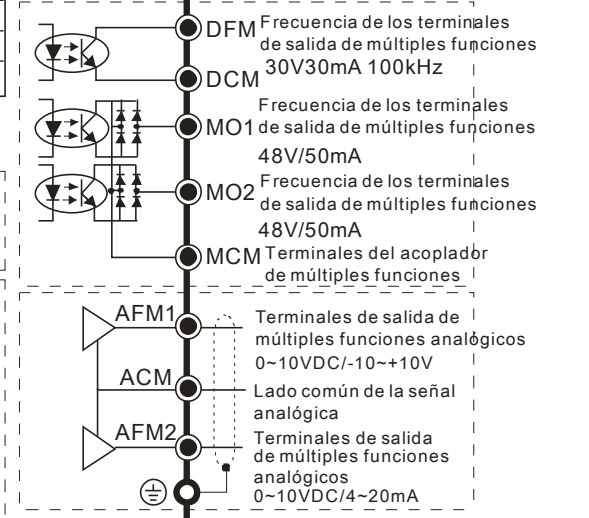 DFM Frecuencia de los terminales
de salida de múltiples funciones
30V30mA 100kHz
DCM
Frecuencia de los terminales
MO1 de salida de múltiples funciones
48V/50mA
MO2 Frecuencia de los terminales
de salida de múltiples funciones
48V/50mA
MCM Terminales del acoplador
de múltiples funciones
AFM1 Terminales de salida de
múltiples funciones analógicos
0~10VDC/-10~+10V
ACM Lado común de la señal
analógica
AFM2 Terminales de salida
de múltiples funciones
analógicos
0~10VDC/4~20mA